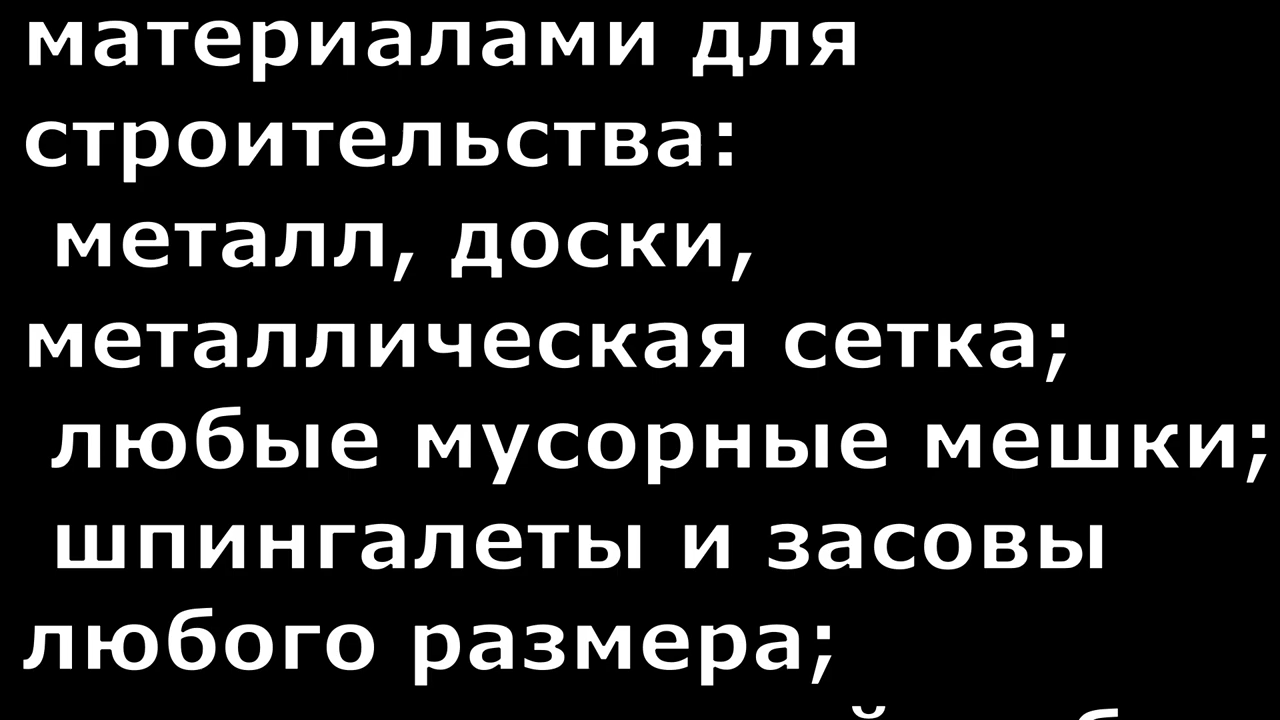 материалами для
строительства:
металл, доски,
металлическая сетка;
любые мусорные мешки;
шпингалеты и засовы
любого размера;